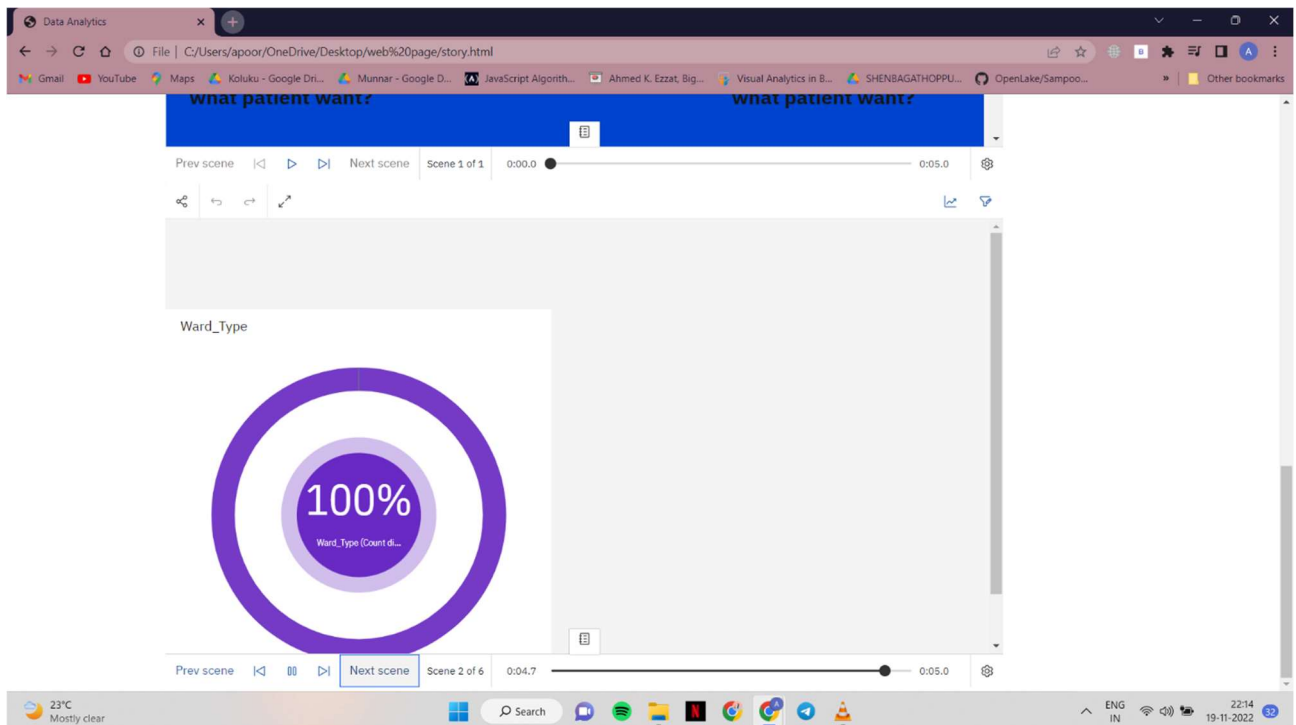 Data Analytics
File | C:/Users/apoor/OneDrive/Desktop/web%20page/story.html
Gmail YouTube Maps Koluku - Google Dri... Munnar - Google D... JavaScript Algorith... Ahmed K. Ezzat, Big... Visual Analytics in B... SHENBAGATHOPPU... OpenLake/Sampoo... » Other bookmarks
what patient want? what patient want?
Prev scene Next scene Scene 1 of 1 0:00.0 0:05.0
Ward_Type
100%
Ward_Type (Count di...
Prev scene Next scene Scene 2 of 6 0:04.7 0:05.0
23°C
Mostly clear
Search
ENG
IN
22:14
19-11-2022
32